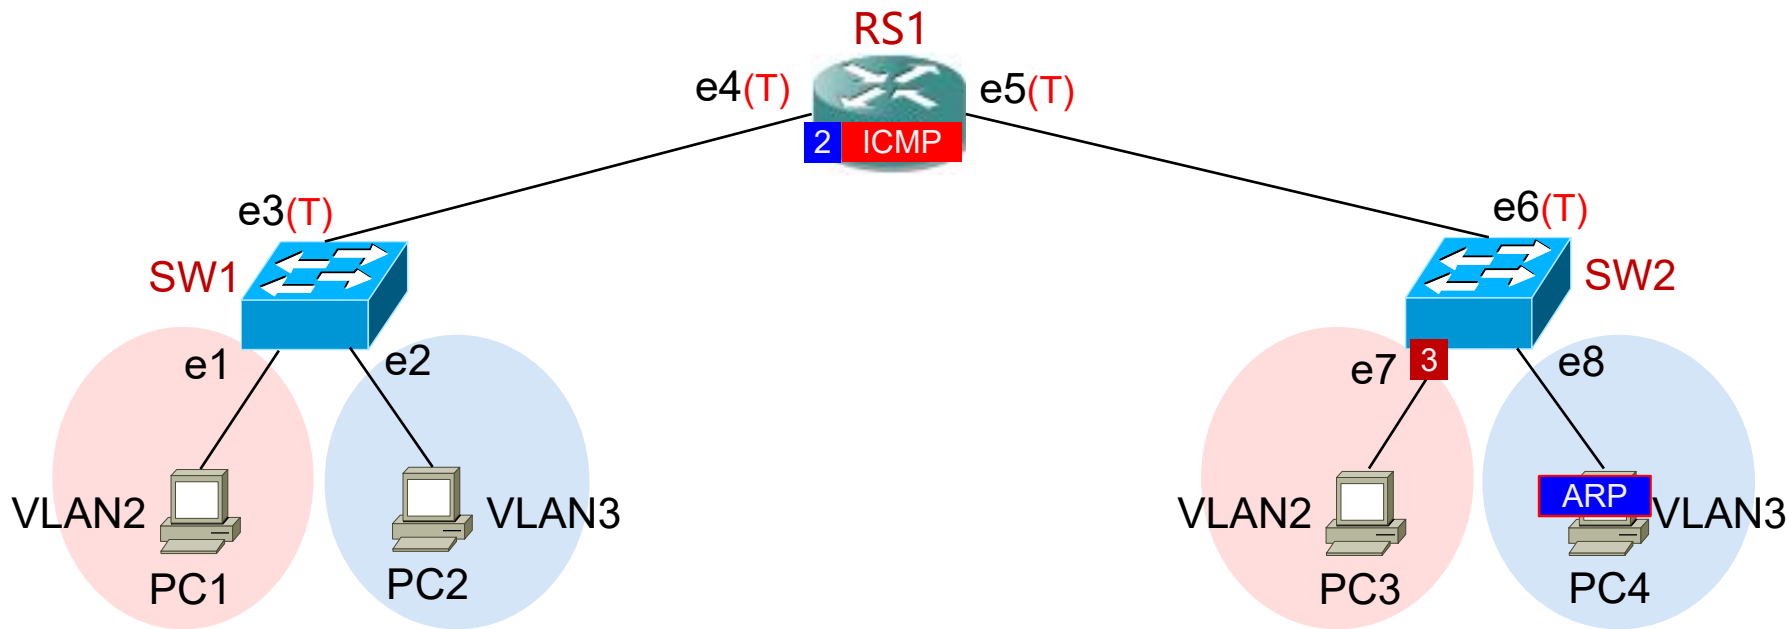 RS1
e4(T)
e5(T)
2 ICMP
e3(T)
e6(T)
SW1
SW2
e1
e2
e7
3
e8
VLAN2
VLAN3
VLAN2
ARP
VLAN3
PC1
PC2
PC3
PC4